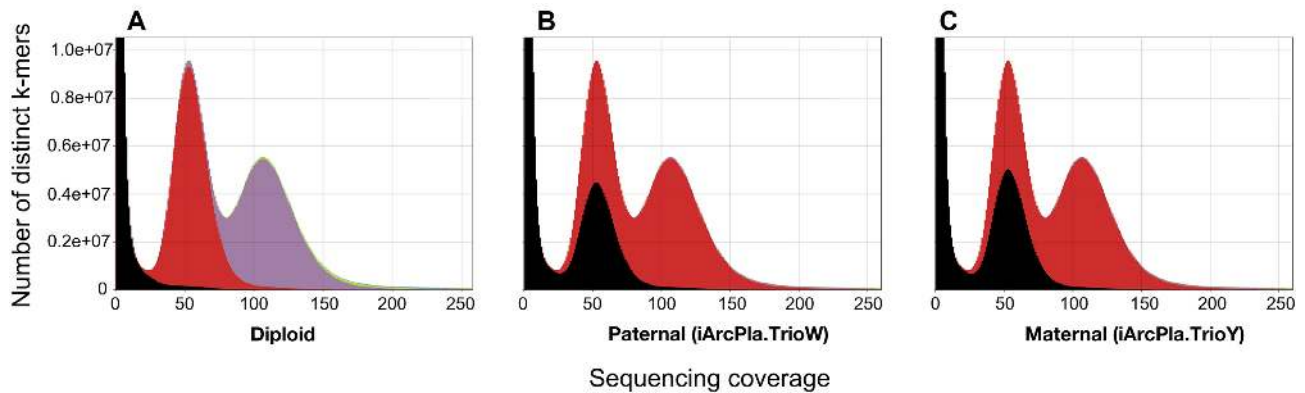 A
B
C
Number of distinct k-mers
1.0e+07
0.8e+07
0.6e+07
0.4e+07
0.2e+07
0
0 50 100 150 200 250
0 50 100 150 200 250
0 50 100 150 200 250
Diploid
Paternal (iArcPla.TrioW)
Maternal (iArcPla.TrioY)
Sequencing coverage